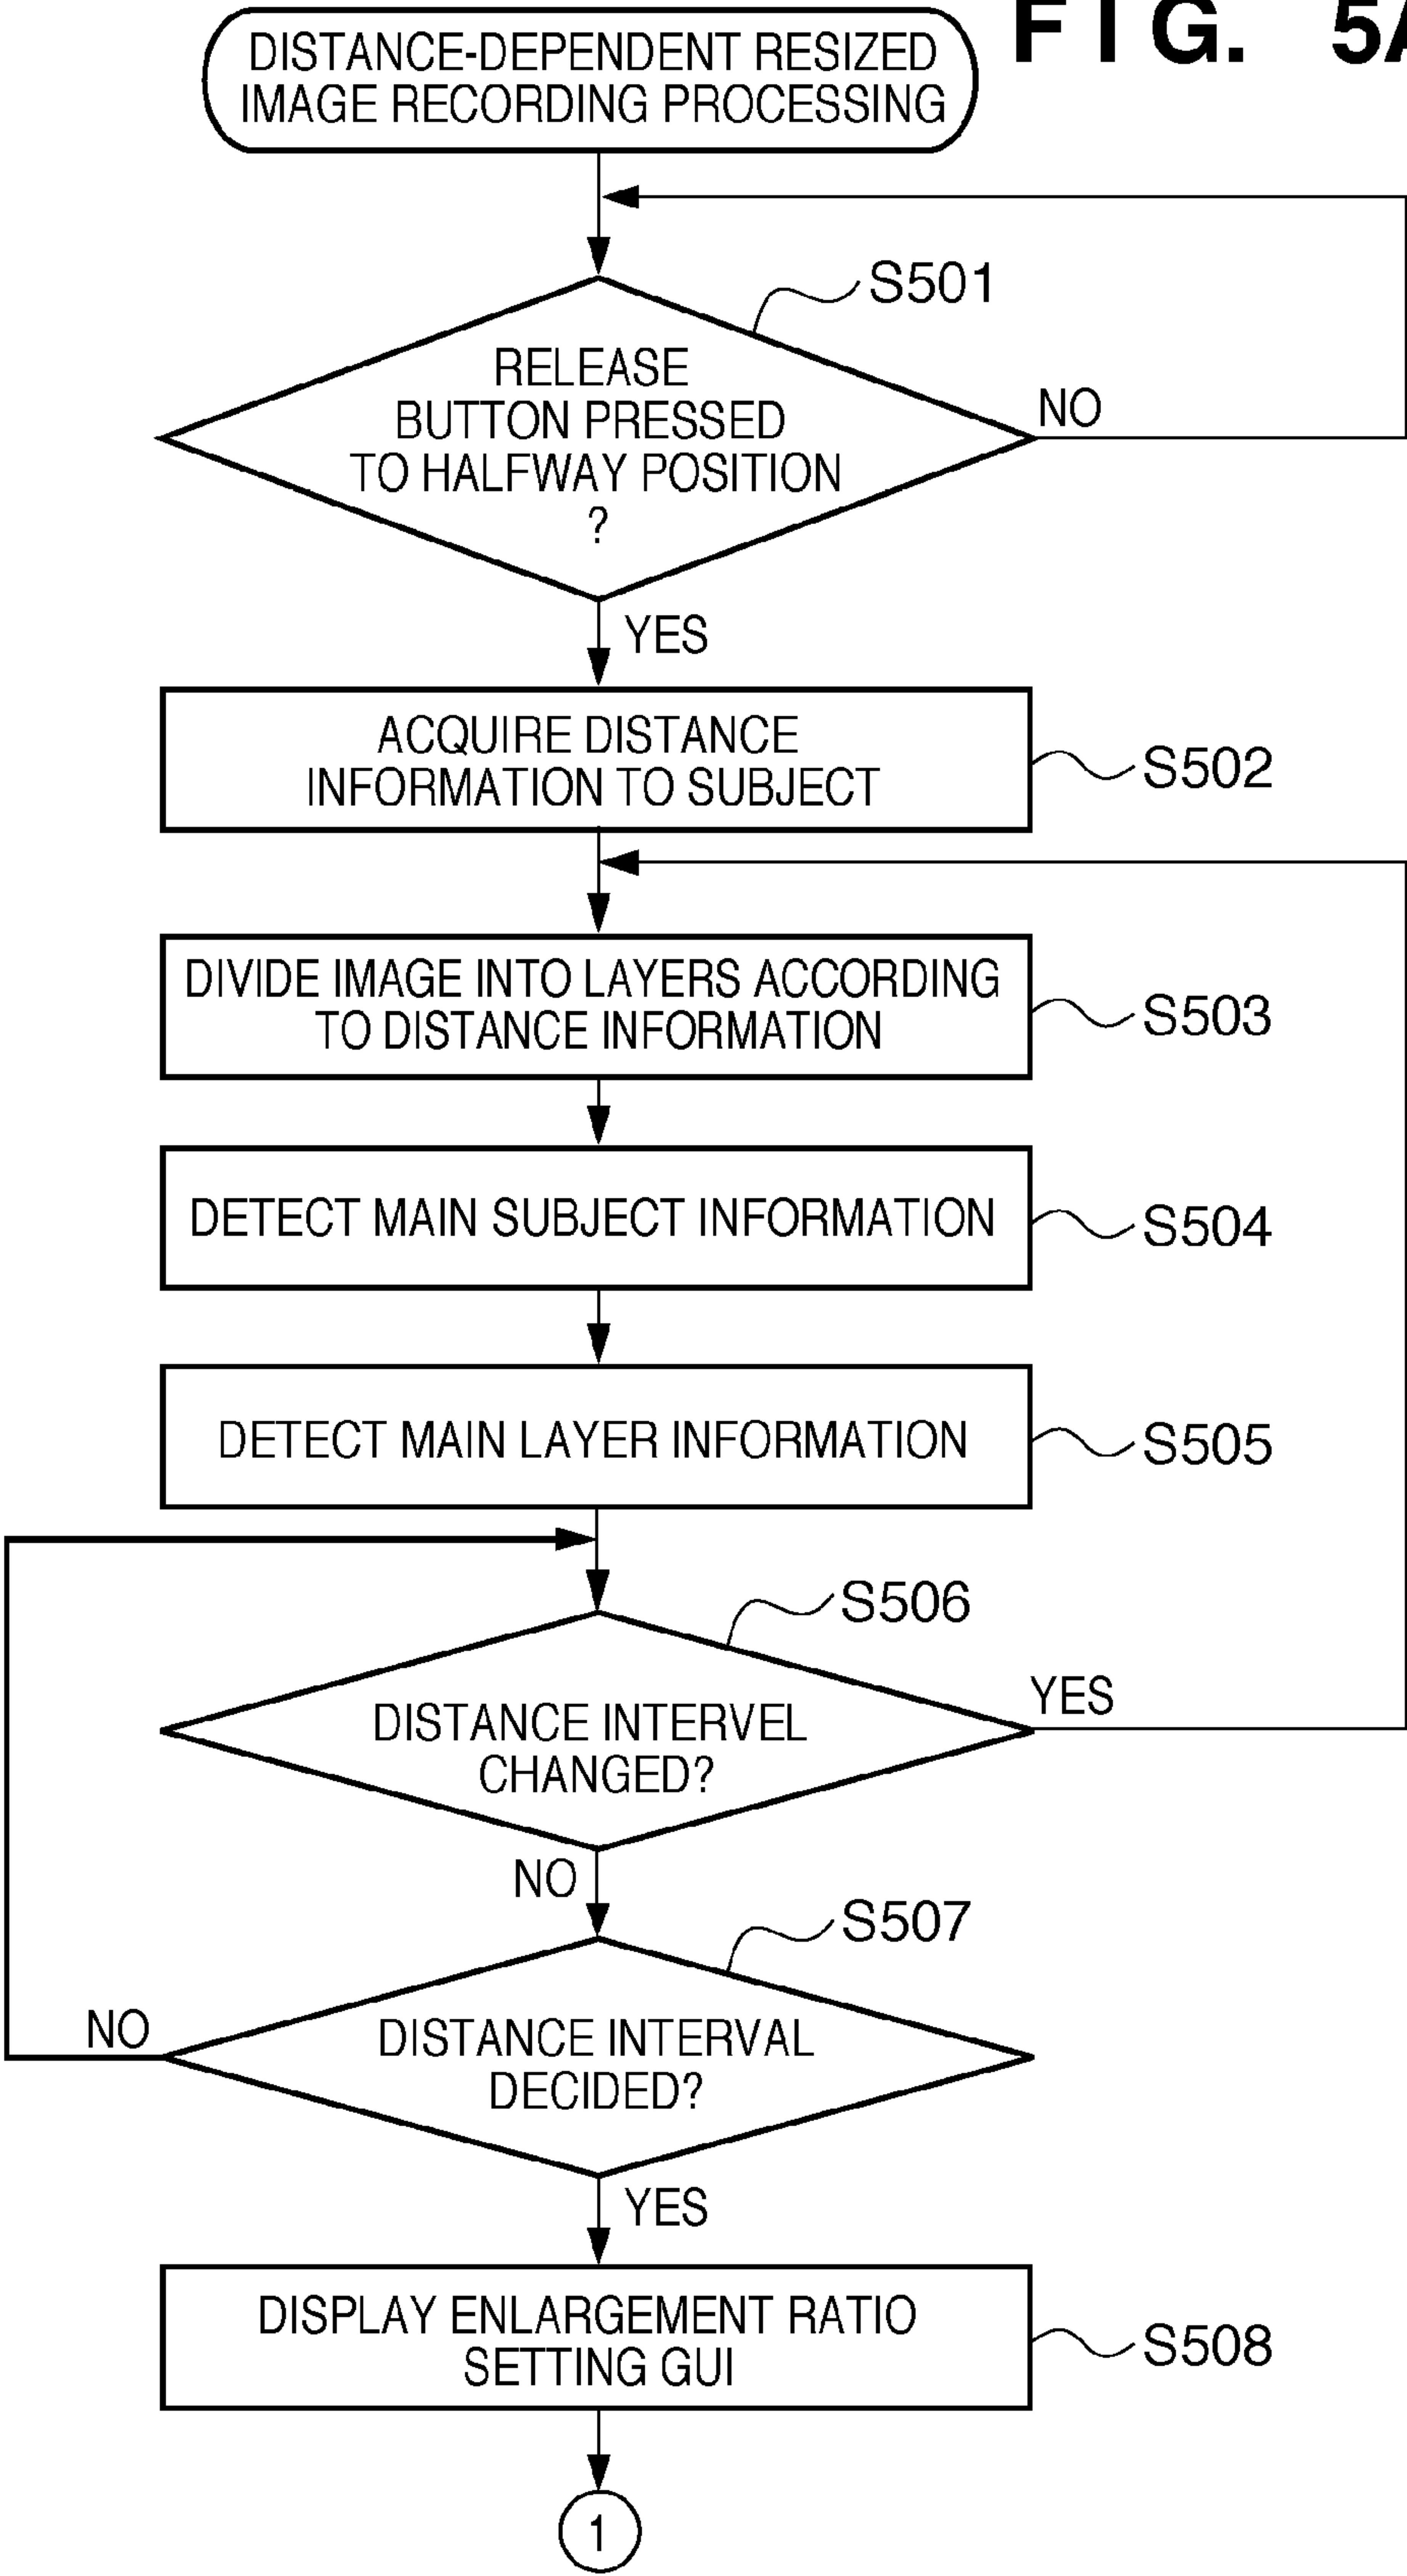 FIG. 5A
DISTANCE-DEPENDENT RESIZED
IMAGE RECORDING PROCESSING
S501
RELEASE
BUTTON PRESSED
TO HALFWAY POSITION
?
NO
YES
ACQUIRE DISTANCE
INFORMATION TO SUBJECT
S502
DIVIDE IMAGE INTO LAYERS ACCORDING
TO DISTANCE INFORMATION
S503
DETECT MAIN SUBJECT INFORMATION
S504
DETECT MAIN LAYER INFORMATION
S505
S506
DISTANCE INTERVEL
CHANGED?
YES
NO
S507
DISTANCE INTERVAL
DECIDED?
NO
YES
DISPLAY ENLARGEMENT RATIO
SETTING GUI
S508
1